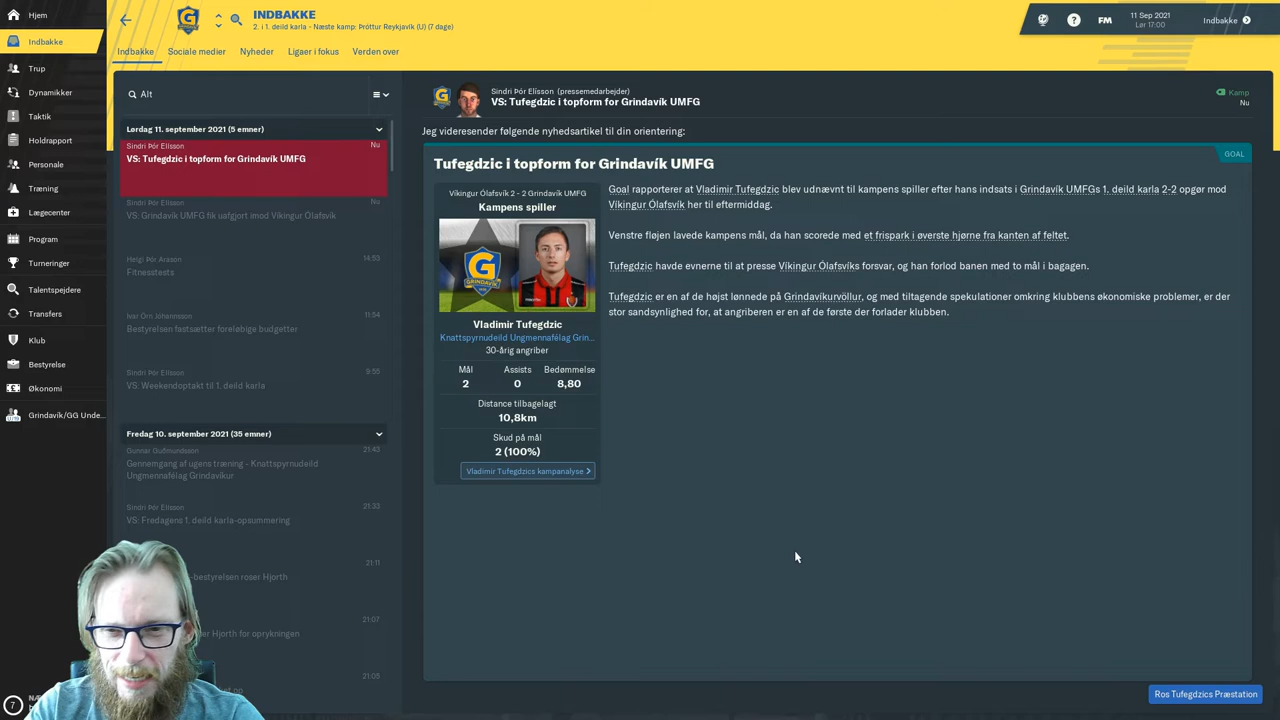 Hjem
Indbakke
Trup
Dynamikker
Taktik
Holdrapport
Personale
Træning
Lægecenter
Program
Turneringer
Talentspejdere
Transfers
Klub
Bestyrelse
Økonomi
Grindavík/GG Unde...
INDBAKKE
2. i 1. deild karla - Næste kamp: Þróttur Reykjavík (U) (7 dage)
FM
11 Sep 2021
Lør 17:00
Indbakke
Indbakke
Sociale medier
Nyheder
Ligaer i fokus
Verden over
Alt
Lørdag 11. september 2021 (5 emner)
Sindri Þór Elísson
Nu
VS: Tufegdzic i topform for Grindavík UMFG
Sindri Þór Elísson
Nu
VS: Grindavík UMFG fik uafgjort imod Víkingur Ólafsvík
Helgi Þór Arason
14:53
Fitnesstests
Ívar Örn Jóhannsson
11:54
Bestyrelsen fastsætter foreløbige budgetter
Sindri Þór Elísson
9:55
VS: Weekendoptakt til 1. deild karla
Fredag 10. september 2021 (35 emner)
Gunnar Guðmundsson
21:43
Gennemgang af ugens træning - Knattspyrnudeild
Ungmennafélag Grindavíkur
Sindri Þór Elísson
21:33
VS: Fredagens 1. deild karla-opsummering
21:11
-bestyrelsen roser Hjorth
21:07
er Hjorth for oprykningen
21:05
Sindri Þór Elísson (pressemedarbejder)
VS: Tufegdzic i topform for Grindavík UMFG
Kamp
Nu
Jeg videresender følgende nyhedsartikel til din orientering:
Tufegdzic i topform for Grindavík UMFG
GOAL
Víkingur Ólafsvík 2 - 2 Grindavík UMFG
Kampens spiller
GRINDAVÍK
Vladimir Tufegdzic
Knattspyrnudeild Ungmennafélag Grin...
30-årig angriber
Mål
Assists
Bedømmelse
2
0
8,80
Distance tilbagelagt
10,8km
Skud på mål
2 (100%)
Vladimir Tufegdzics kampanalyse
Goal rapporterer at Vladimir Tufegdzic blev udnævnt til kampens spiller efter hans indsats i Grindavík UMFGs 1. deild karla 2-2 opgør mod
Víkingur Ólafsvík her til eftermiddag.
Venstre fløjen lavede kampens mål, da han scorede med et frispark i øverste hjørne fra kanten af feltet.
Tufegdzic havde evnerne til at presse Víkingur Ólafsvíks forsvar, og han forlod banen med to mål i bagagen.
Tufegdzic er en af de højst lønnede på Grindavíkurvöllur, og med tiltagende spekulationer omkring klubbens økonomiske problemer, er der
stor sandsynlighed for, at angriberen er en af de første der forlader klubben.
Ros Tufegdzics Præstation
7